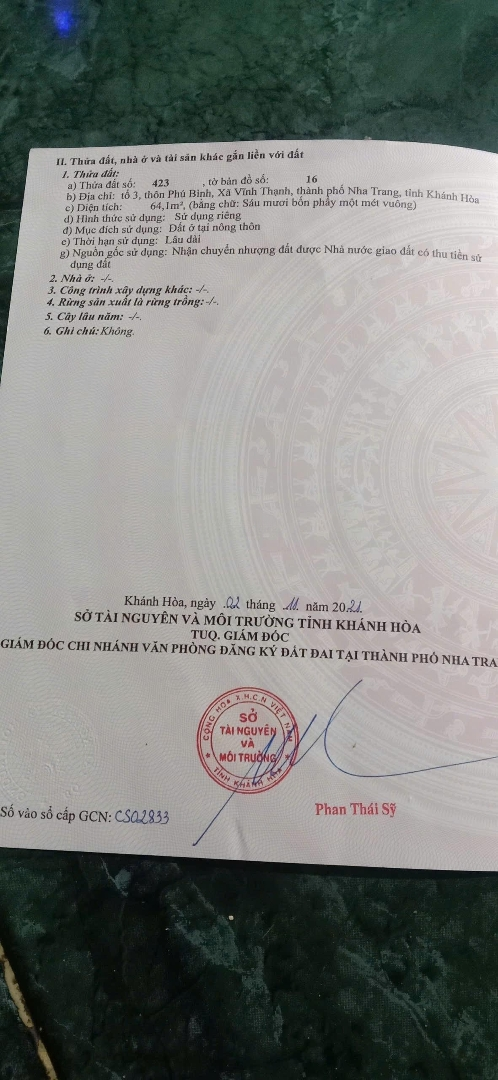 II. Thửa đất, nhà ở và tài sản khác gắn liền với đất
1. Thửa đất:
a) Thửa đất số: 423 , tờ bản đồ số: 16
b) Địa chỉ: tổ 3, thôn Phú Bình, Xã Vĩnh Thạnh, thành phố Nha Trang, tỉnh Khánh Hòa
c) Diện tích: 64,1m², (bằng chữ: Sáu mươi bốn phẩy một mét vuông)
d) Hình thức sử dụng: Sử dụng riêng
đ) Mục đích sử dụng: Đất ở tại nông thôn
e) Thời hạn sử dụng: Lâu dài
g) Nguồn gốc sử dụng: Nhận chuyển nhượng đất được Nhà nước giao đất có thu tiền sử
dụng đất
2. Nhà ở: -/-.
3. Công trình xây dựng khác: -/-.
4. Rừng sản xuất là rừng trồng: -/-.
5. Cây lâu năm: -/-.
6. Ghi chú: Không.
Khánh Hòa, ngày 02 tháng 11 năm 2021
SỞ TÀI NGUYÊN VÀ MÔI TRƯỜNG TỈNH KHÁNH HÒA
TUQ. GIÁM ĐỐC
GIÁM ĐỐC CHI NHÁNH VĂN PHÒNG ĐĂNG KÝ ĐẤT ĐAI TẠI THÀNH PHỐ NHA TRA
CỘNG HÒA X.H.C.N VIỆT NAM
SỞ
TÀI NGUYÊN
VÀ
MÔI TRƯỜNG
TỈNH KHÁNH HÒA
Phan Thái Sỹ
Số vào sổ cấp GCN: CS02833